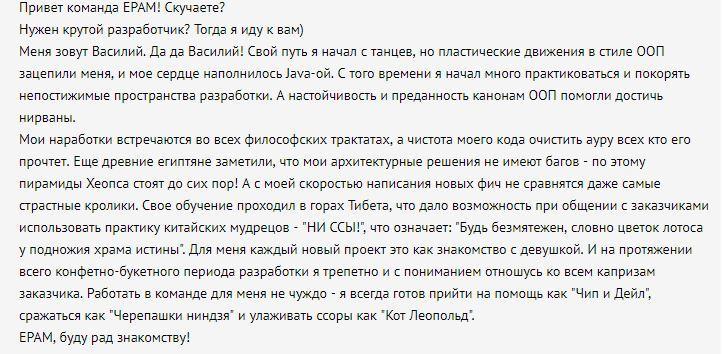 Привет команда EPAM! Скучаете?
Нужен крутой разработчик? Тогда я иду к вам)
Меня зовут Василий. Да да Василий! Свой путь я начал с танцев, но пластические движения в стиле ООП
зацепили меня, и мое сердце наполнилось Java-ой. С того времени я начал много практиковаться и покорять
непостижимые пространства разработки. А настойчивость и преданность канонам ООП помогли достичь
нирваны.
Мои наработки встречаются во всех философских трактатах, а чистота моего кода очистить ауру всех кто его
прочтет. Еще древние египтяне заметили, что мои архитектурные решения не имеют багов - по этому
пирамиды Хеопса стоят до сих пор! А с моей скоростью написания новых фич не сравнятся даже самые
страстные кролики. Свое обучение проходил в горах Тибета, что дало возможность при общении с заказчиками
использовать практику китайских мудрецов - "НИ ССЫ!", что означает: "Будь безмятежен, словно цветок лотоса
у подножия храма истины". Для меня каждый новый проект это как знакомство с девушкой. И на протяжении
всего конфетно-букетного периода разработки я трепетно и с пониманием отношусь ко всем капризам
заказчика. Работать в команде для меня не чуждо - я всегда готов прийти на помощь как "Чип и Дейл",
сражаться как "Черепашки ниндзя" и улаживать ссоры как "Кот Леопольд".
EPAM, буду рад знакомству!